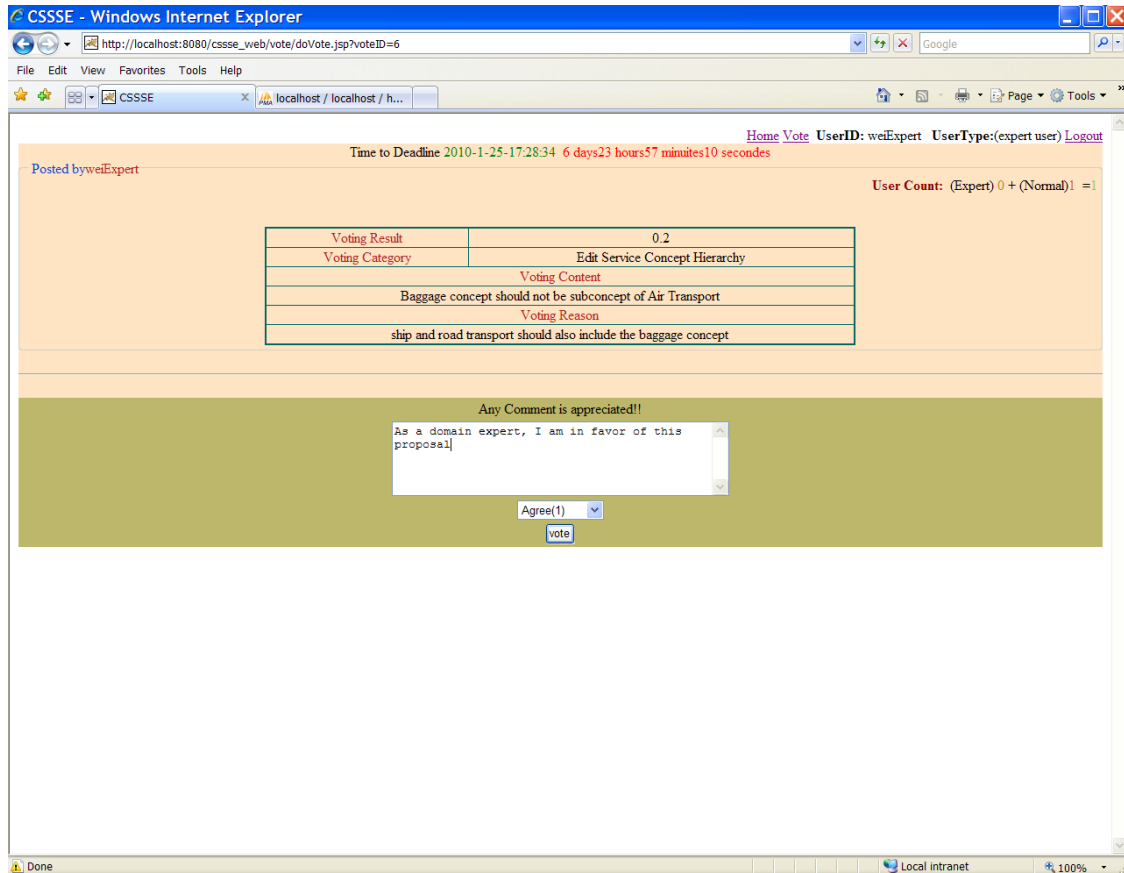 CSSSE - Windows Internet Explorer
http://localhost:8080/cssse_web/vote/doVote.jsp?voteID=6
Google
File Edit View Favorites Tools Help
CSSSE
PMA localhost / localhost / h...
Page Tools
Home Vote UserID: weiExpert UserType:(expert user) Logout
Time to Deadline 2010-1-25-17:28:34 6 days23 hours57 minuites10 secondes
Posted byweiExpert
User Count: (Expert) 0 + (Normal)1 =1
Voting Result 0.2
Voting Category Edit Service Concept Hierarchy
Voting Content
Baggage concept should not be subconcept of Air Transport
Voting Reason
ship and road transport should also include the baggage concept
Any Comment is appreciated!!
As a domain expert, I am in favor of this
proposal
Agree(1)
vote
Done Local intranet 100%